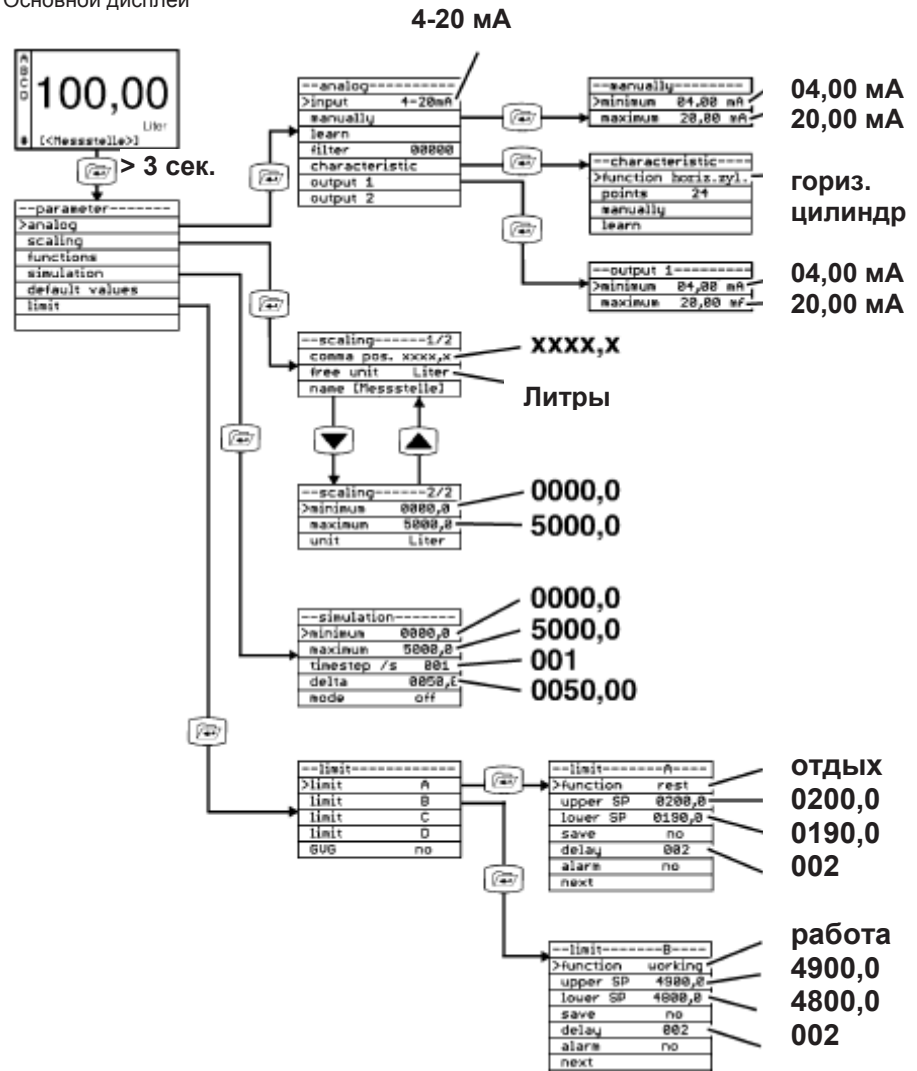 Основной дисплей
4-20 мА
A
B
C
D
100,00
Liter
[<Messstelle>]
> 3 сек.
--parameter-------
>analog
scaling
functions
simulation
default values
limit
--analog----------
>input 4-20mA
manually
learn
filter 00000
characteristic
output 1
output 2
--manually--------
>minimum 04,00 mA
maximum 20,00 mA
04,00 мА
20,00 мА
--characteristic----
>function horiz.zyl.
points 24
manually
learn
гориз.
цилиндр
--output 1---------
>minimum 04,00 mA
maximum 20,00 mA
04,00 мА
20,00 мА
--scaling------1/2
comma pos. xxxx,x
free unit Liter
name [Messstelle]
xxxx,x
Литры
--scaling------2/2
>minimum 0000,0
maximum 5000,0
unit Liter
0000,0
5000,0
--simulation-------
>minimum 0000,0
maximum 5000,0
timestep /s 001
delta 0050,0
mode off
0000,0
5000,0
001
0050,00
--limit------------
>limit A
limit B
limit C
limit D
GVG no
--limit-------A----
>function rest
upper SP 0200,0
lower SP 0190,0
save no
delay 002
alarm no
next
отдых
0200,0
0190,0
002
--limit-------B----
>function working
upper SP 4900,0
lower SP 4800,0
save no
delay 002
alarm no
next
работа
4900,0
4800,0
002